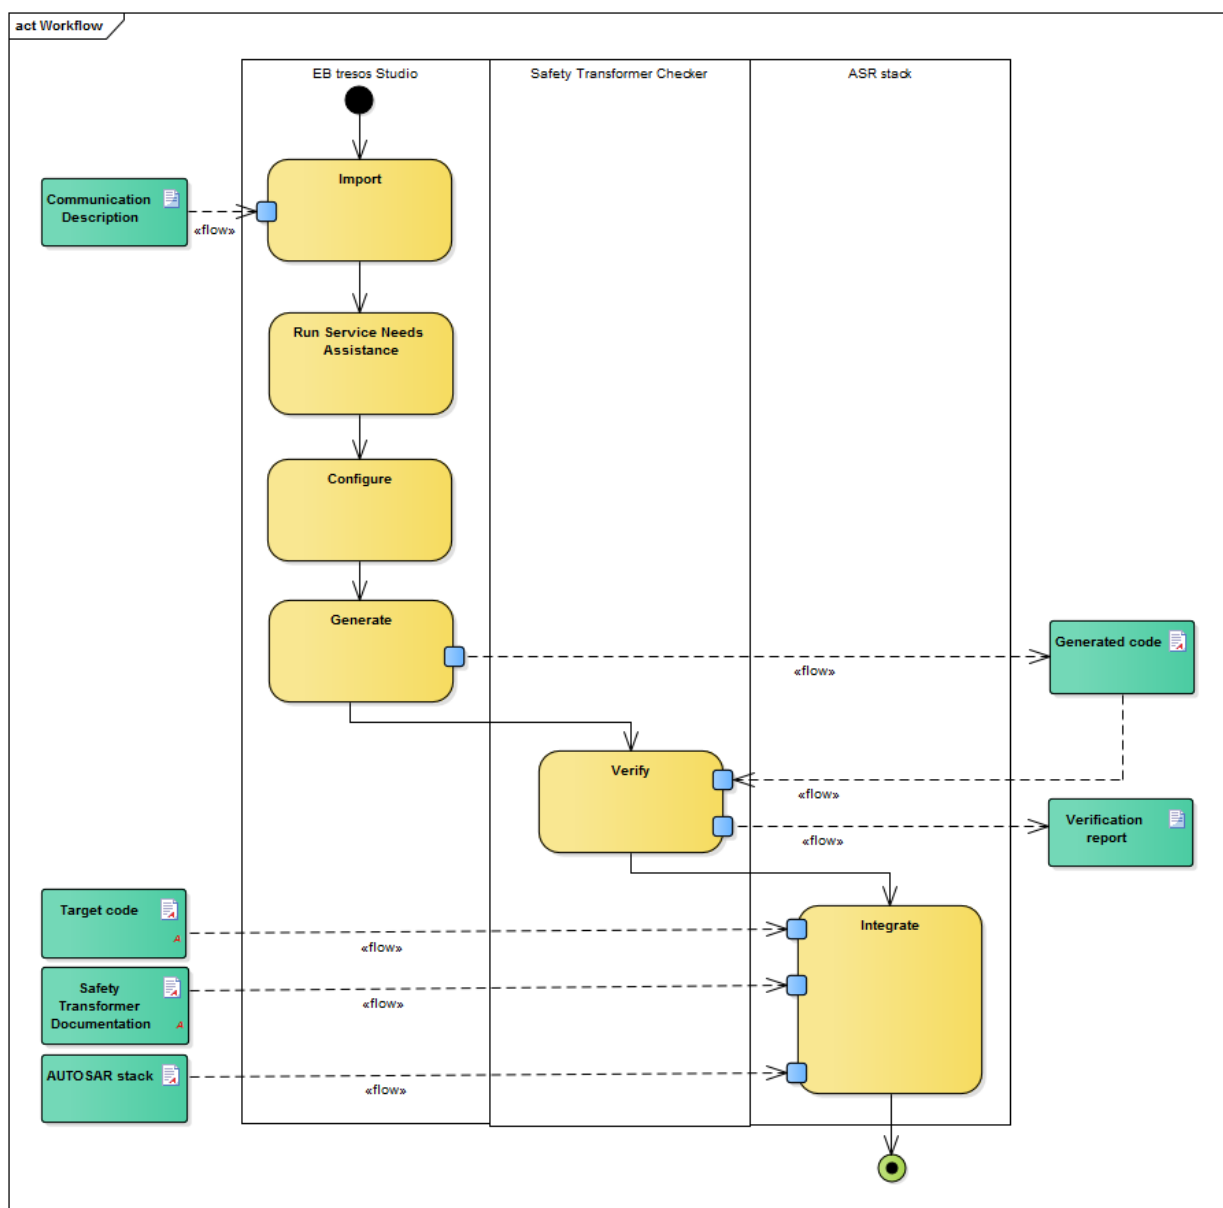 act Workflow
EB tresos Studio
Safety Transformer Checker
ASR stack
Import
Communication
Description
«flow»
Run Service Needs
Assistance
Configure
Generate
Generated code
«flow»
Verify
«flow»
Verification
report
«flow»
Target code
A
Integrate
«flow»
Safety
Transformer
Documentation
A
«flow»
AUTOSAR stack
«flow»